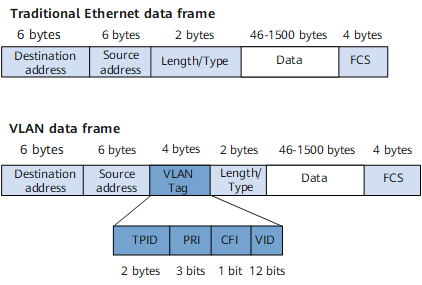 Traditional Ethernet data frame
6 bytes 6 bytes 2 bytes 46-1500 bytes 4 bytes
Destination address Source address Length/Type Data FCS
VLAN data frame
6 bytes 6 bytes 4 bytes 2 bytes 46-1500 bytes 4 bytes
Destination address Source address VLAN Tag Length/Type Data FCS
TPID PRI CFI VID
2 bytes 3 bits 1 bit 12 bits